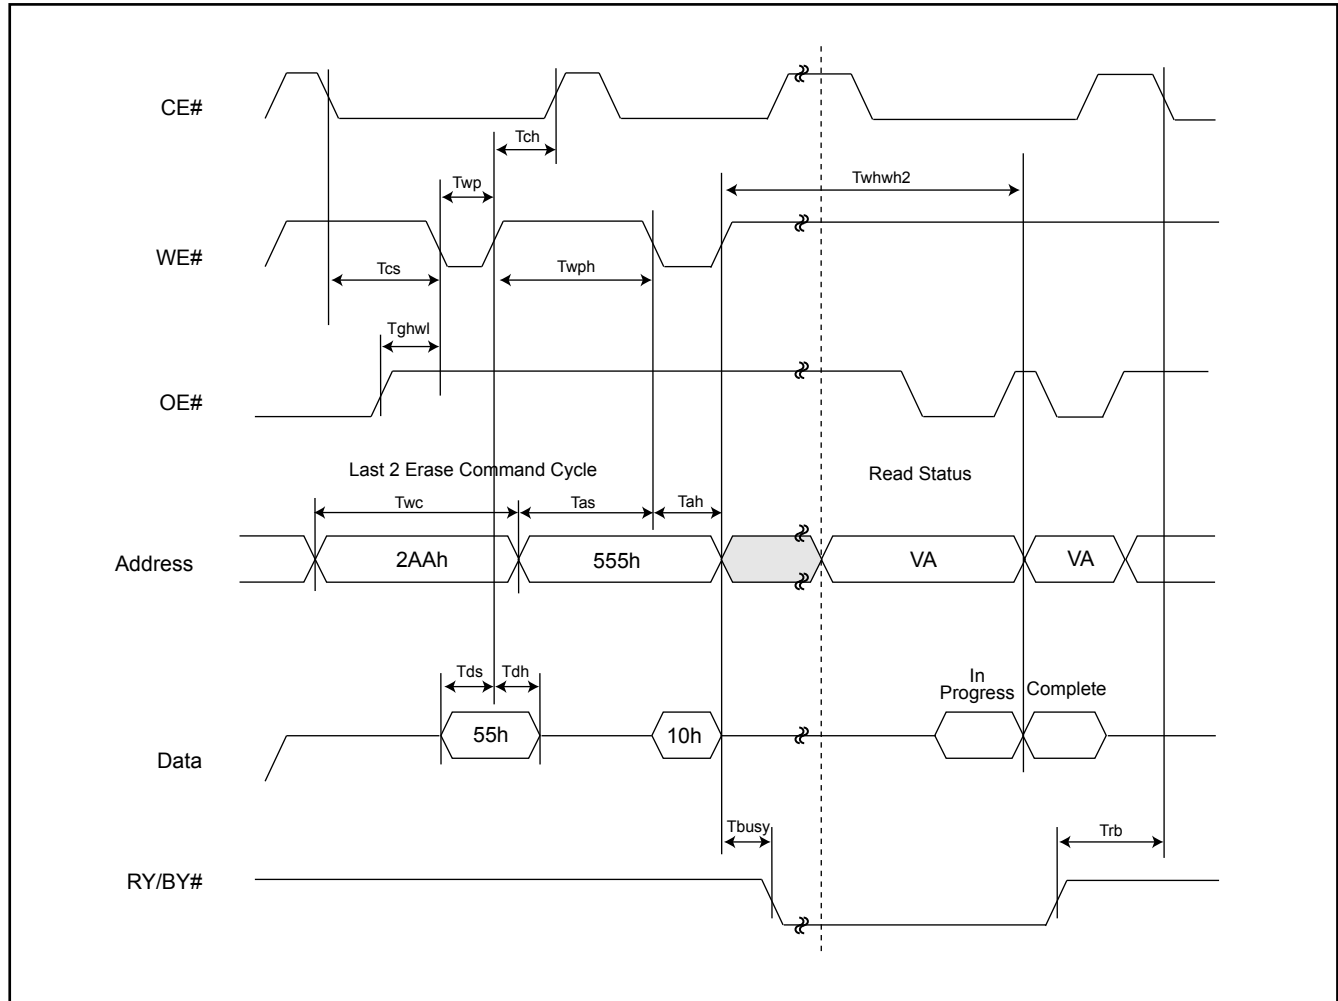 CE#
Tch
Twp
Twhwh2
WE#
Tcs
Twph
Tghwl
OE#
Last 2 Erase Command Cycle
Read Status
Twc
Tas
Tah
Address
2AAh
555h
VA
VA
Tds
Tdh
In
Progress
Complete
Data
55h
10h
Tbusy
Trb
RY/BY#